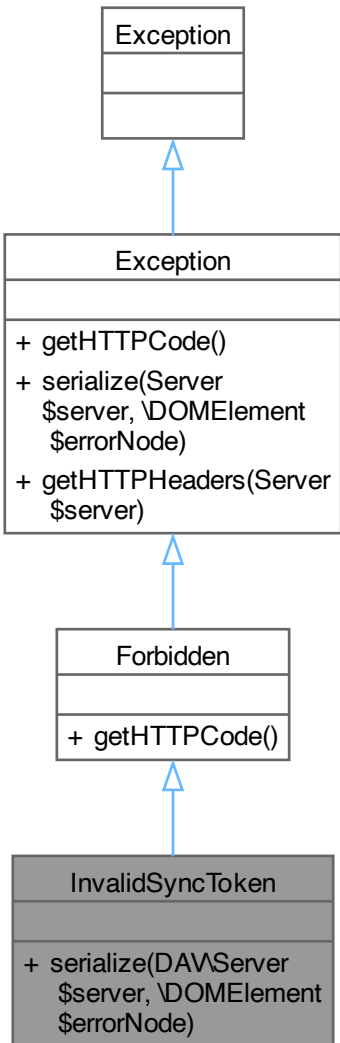 Exception
Exception
+ getHTTPCode()
+ serialize(Server
$server, \DOMElement
$errorNode)
+ getHTTPHeaders(Server
$server)
Forbidden
+ getHTTPCode()
InvalidSyncToken
+ serialize(DAV\Server
$server, \DOMElement
$errorNode)